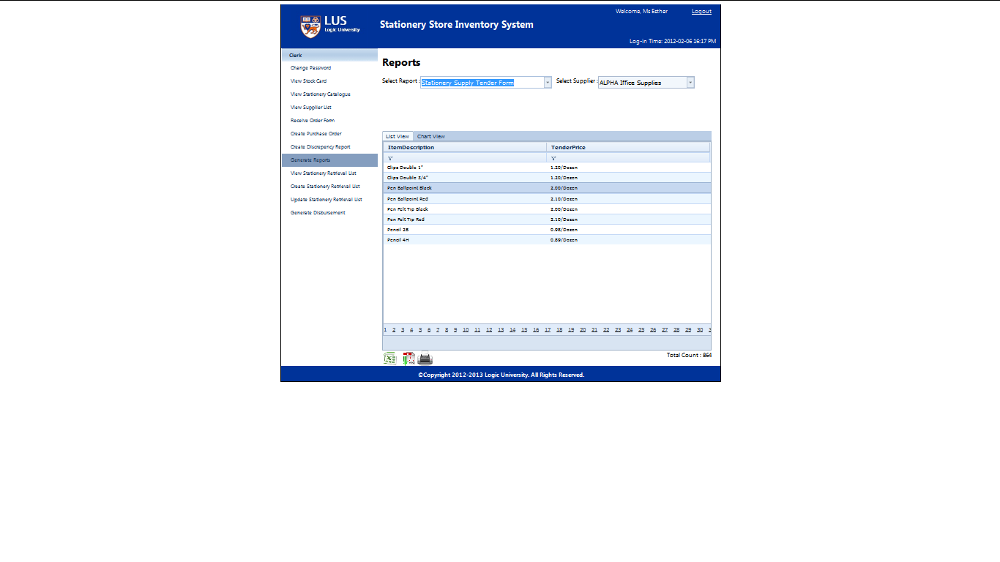 Welcome, Ms Esther Logout
LUS
Logic University
Stationery Store Inventory System
Log-in Time: 2012-02-06 16:17 PM
Clerk
Change Password
View Stock Card
View Stationery Catalogue
View Supplier List
Receive Order Form
Create Purchase Order
Create Discrepency Report
Generate Reports
View Stationery Retrieval List
Create Stationery Retrieval List
Update Stationery Retrieval List
Generate Disbursement
Reports
Select Report : Stationery Supply Tender Form Select Supplier : ALPHA Iffice Supplies
List View Chart View
ItemDescription TenderPrice
Clips Double 1" 1.20/Dozen
Clips Double 3/4" 1.20/Dozen
Pen Ballpoint Black 2.00/Dozen
Pen Ballpoint Red 2.10/Dozen
Pen Felt Tip Black 2.00/Dozen
Pen Felt Tip Red 2.10/Dozen
Pencil 2B 0.98/Dozen
Pencil 4H 0.89/Dozen
1 2 3 4 5 6 7 8 9 10 11 12 13 14 15 16 17 18 19 20 21 22 23 24 25 26 27 28 29 30 3
Total Count : 864
©Copyright 2012-2013 Logic University. All Rights Reserved.